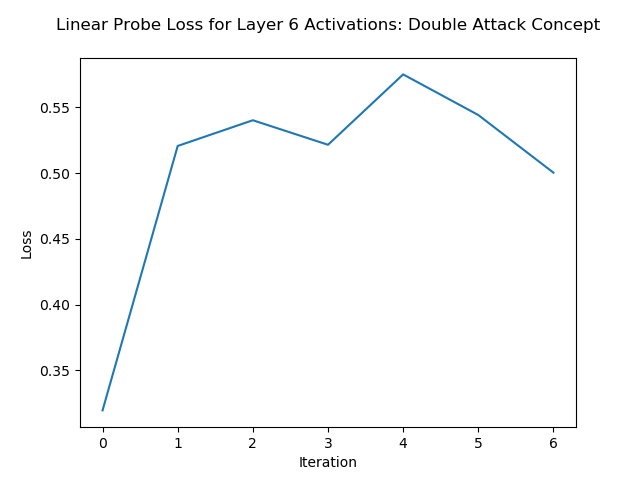 Linear Probe Loss for Layer 6 Activations: Double Attack Concept
0.55
0.50
0.45
0.40
0.35
Loss
0 1 2 3 4 5 6
Iteration